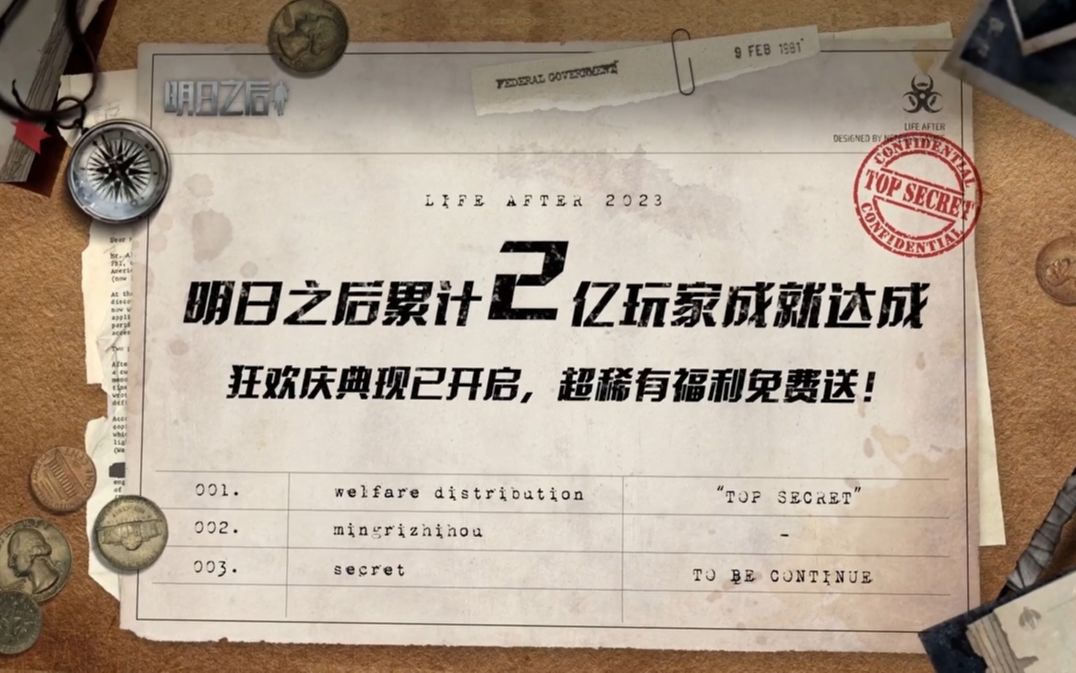 9 FEB 1981
FEDERAL GOVERNMENT
明日之后
LIFE AFTER
DESIGNED BY
CONFIDENTIAL
TOP SECRET
CONFIDENTIAL
LIFE AFTER 2023
明日之后累计2亿玩家成就达成
狂欢庆典现已开启，超稀有福利免费送！
001. welfare distribution “TOP SECRET”
002. mingrizhihou –
003. secret TO BE CONTINUE